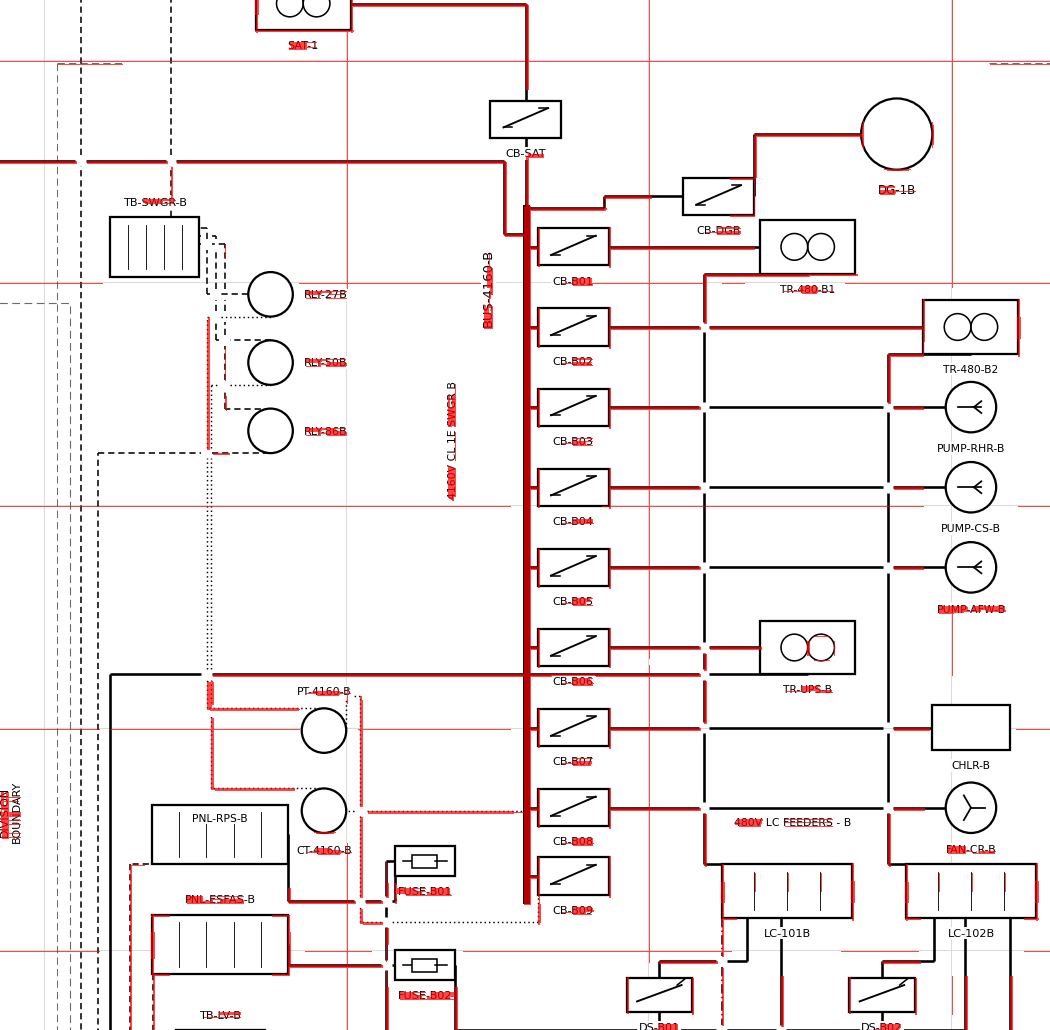 SAT-1
CB-SAT
DG-1B
TB-SWGR-B
CB-DGB
BUS-4160-B
CB-B01
TR-480-B1
RLY-27B
CB-B02
RLY-50B
TR-480-B2
4160V CL 1E SWGR B
CB-B03
RLY-86B
PUMP-RHR-B
CB-B04
PUMP-CS-B
CB-B05
PUMP-AFW-B
CB-B06
PT-4160-B
TR-UPS-B
CB-B07
CHLR-B
DIVISION
BOUNDARY
PNL-RPS-B
480V LC FEEDERS - B
CB-B08
CT-4160-B
FAN-CR-B
FUSE-B01
PNL-ESFAS-B
CB-B09
LC-101B
LC-102B
FUSE-B02
TB-LV-B
DS-B01
DS-B02